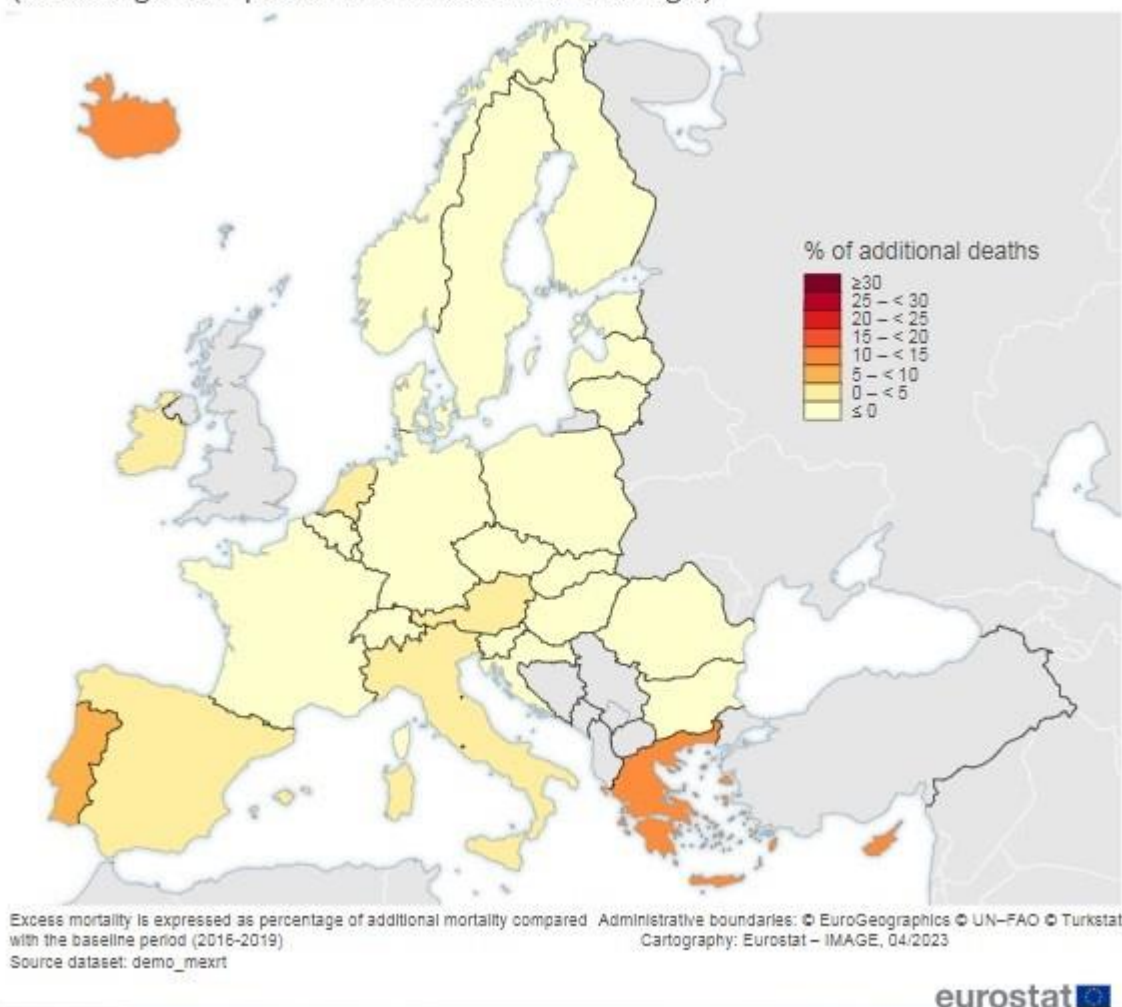 % of additional deaths
≥30
25 – < 30
20 – < 25
15 – < 20
10 – < 15
5 – < 10
0 – < 5
≤ 0
Excess mortality is expressed as percentage of additional mortality compared
with the baseline period (2016-2019)
Source dataset: demo_mexrt
Administrative boundaries: © EuroGeographics © UN–FAO © Turkstat
Cartography: Eurostat – IMAGE, 04/2023
eurostat